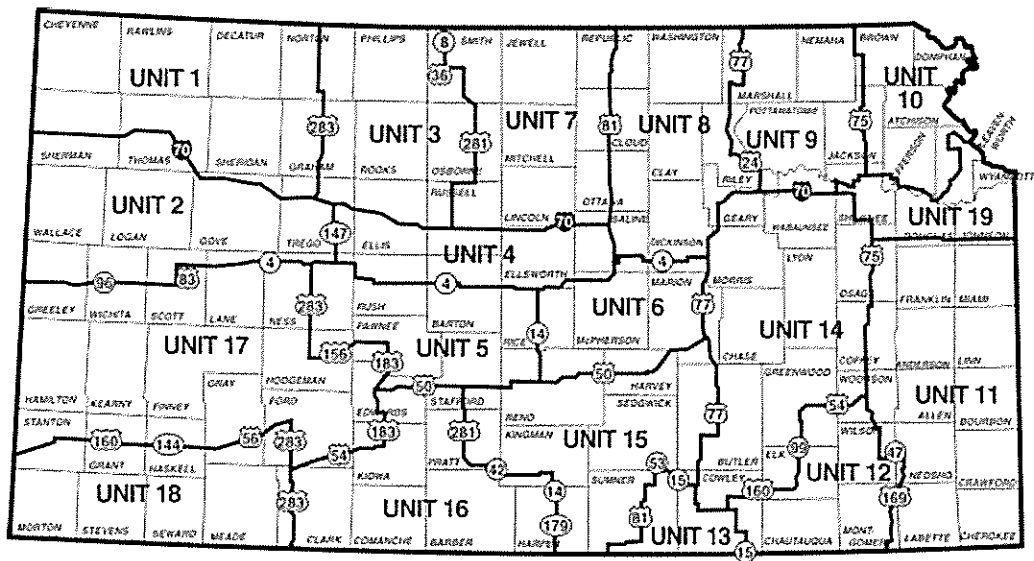 CHEYENNE RAWLINS DECATUR NORTON PHILLIPS 8 SMITH JEWELL REPUBLIC WASHINGTON NEMAHA BROWN DONIPHAN
36 77
UNIT 1 MARSHALL UNIT 10
POTTAWATOMIE ATCHISON
283 UNIT 3 UNIT 7 81 UNIT 8 UNIT 9 75 LEAVENWORTH
281 CLOUD JACKSON JEFFERSON
SHERMAN THOMAS 70 SHERIDAN GRAHAM ROOKS OSBORNE MITCHELL CLAY RILEY 24 WYANDOTT
RUSSELL OTTAWA 70
UNIT 2 LINCOLN 70 SALINE GEARY WABAUNSEE SHAWNEE UNIT 19
WALLACE LOGAN GOVE TREGO 147 ELLIS UNIT 4 DICKINSON DOUGLAS JOHNSON
96 83 4 4 ELLSWORTH 4 MARION MORRIS LYON 75
283 RUSH OSAGE FRANKLIN MIAMI
GREELEY WICHITA SCOTT LANE NESS PAWNEE BARTON 14 UNIT 6 77 UNIT 14
UNIT 17 156 183 UNIT 5 RICE McPHERSON CHASE COFFEY ANDERSON LINN
HODGEMAN 50 50 HARVEY GREENWOOD WOODSON
HAMILTON KEARNY FINNEY GRAY FORD EDWARDS STAFFORD RENO SEDGWICK 54 UNIT 11
STANTON 183 281 KINGMAN 77 ALLEN BOURBON
160 144 56 283 54 PRATT UNIT 15 BUTLER ELK 99 WILSON 47
GRANT HASKELL KIOWA 42 SUMNER 53 15 COWLEY 160 UNIT 12 NEOSHO CRAWFORD
UNIT 18 283 UNIT 16 14 81 169
MORTON STEVENS SEWARD MEADE CLARK COMANCHE BARBER HARPER 179 UNIT 13 15 CHAUTAUQUA MONT-GOMERY LABETTE CHEROKEE